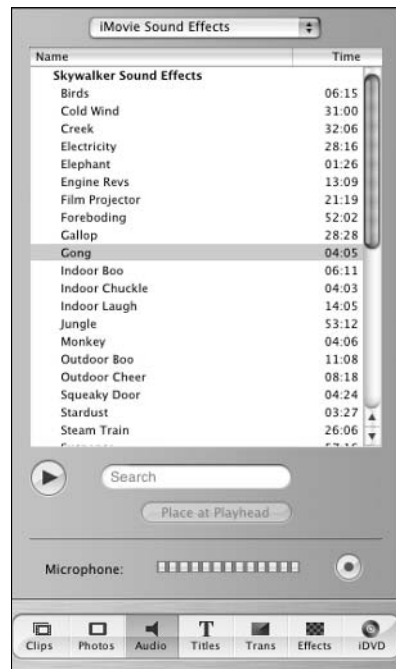 iMovie Sound Effects
Name Time
Skywalker Sound Effects
Birds 06:15
Cold Wind 31:00
Creek 32:06
Electricity 28:16
Elephant 01:26
Engine Revs 13:09
Film Projector 21:19
Foreboding 52:02
Gallop 28:28
Gong 04:05
Indoor Boo 06:11
Indoor Chuckle 04:03
Indoor Laugh 14:05
Jungle 53:12
Monkey 04:06
Outdoor Boo 11:08
Outdoor Cheer 08:18
Squeaky Door 04:24
Stardust 03:27
Steam Train 26:06
Search
Place at Playhead
Microphone:
Clips Photos Audio Titles Trans Effects iDVD